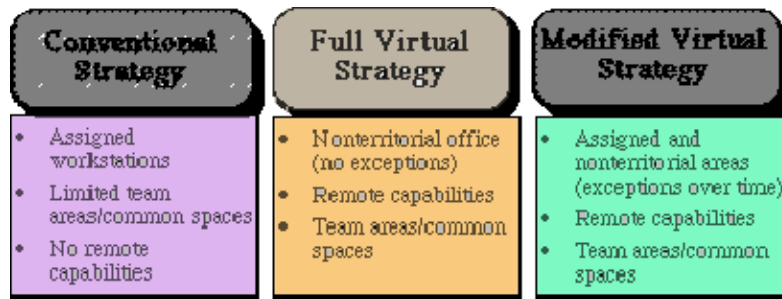 Conventional
Strategy
• Assigned
workstations
• Limited team
areas/common spaces
• No remote
capabilities
Full Virtual
Strategy
• Nonterritorial office
(no exceptions)
• Remote capabilities
• Team areas/common
spaces
Modified Virtual
Strategy
• Assigned and
nonterritorial areas
(exceptions over time)
• Remote capabilities
• Team areas/common
spaces